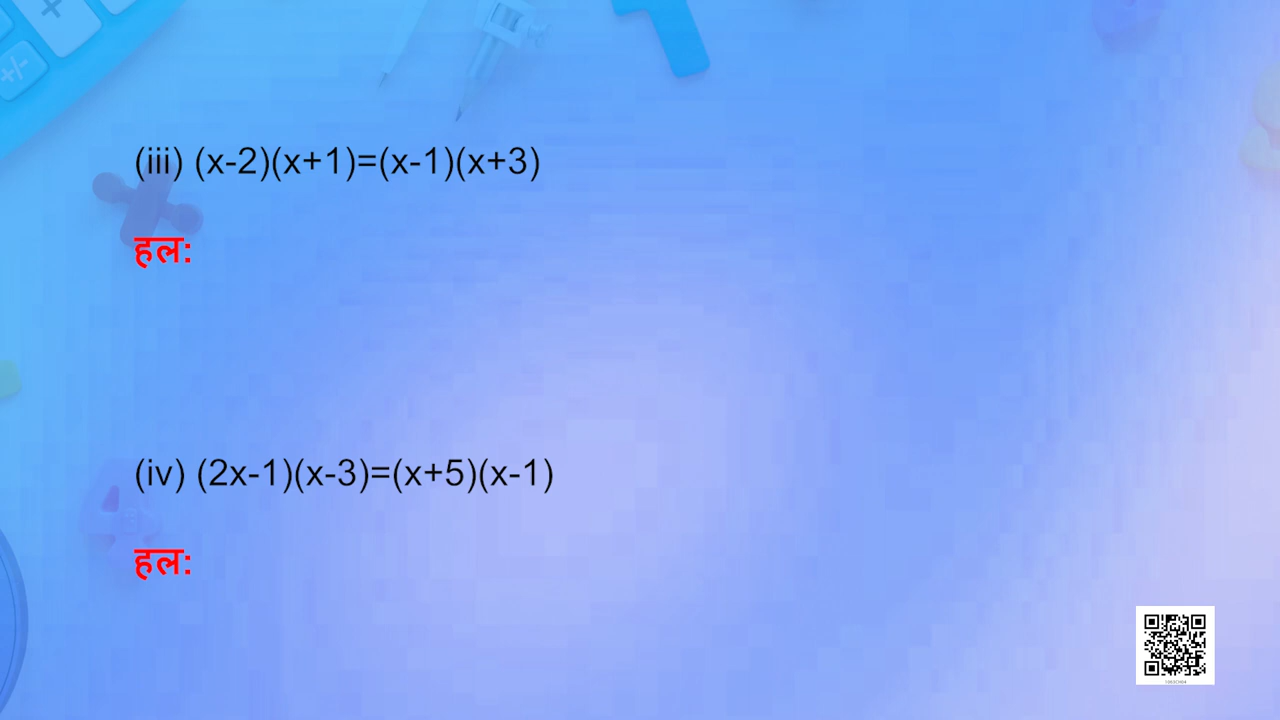 (iii) (x-2)(x+1)=(x-1)(x+3)
हल:
(iv) (2x-1)(x-3)=(x+5)(x-1)
हल: